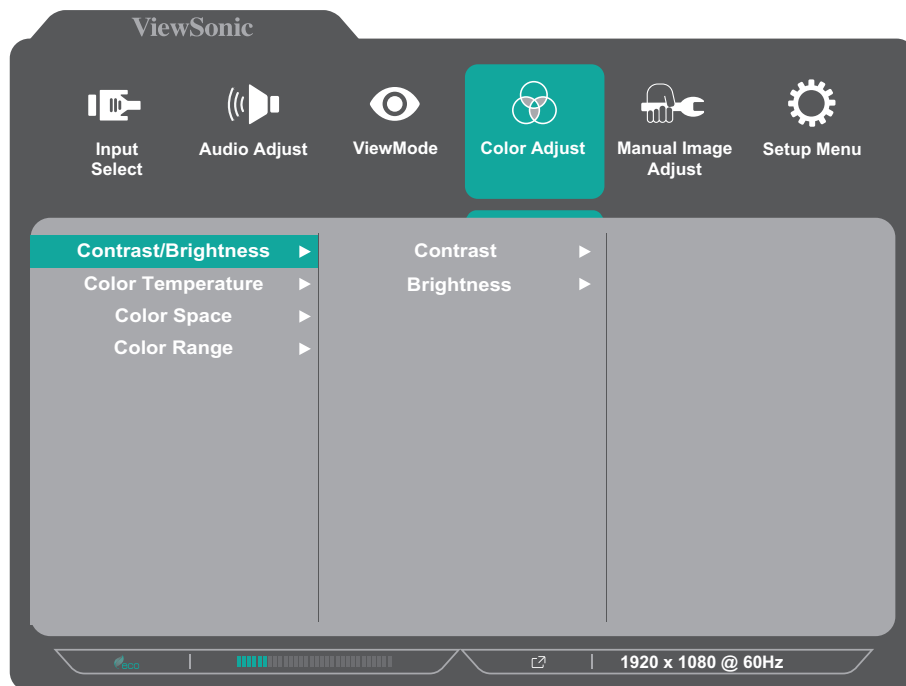 ViewSonic
Input
Select
Audio Adjust
ViewMode
Color Adjust
Manual Image
Adjust
Setup Menu
Contrast/Brightness
Contrast
Color Temperature
Brightness
Color Space
Color Range
eco
1920 x 1080 @ 60Hz